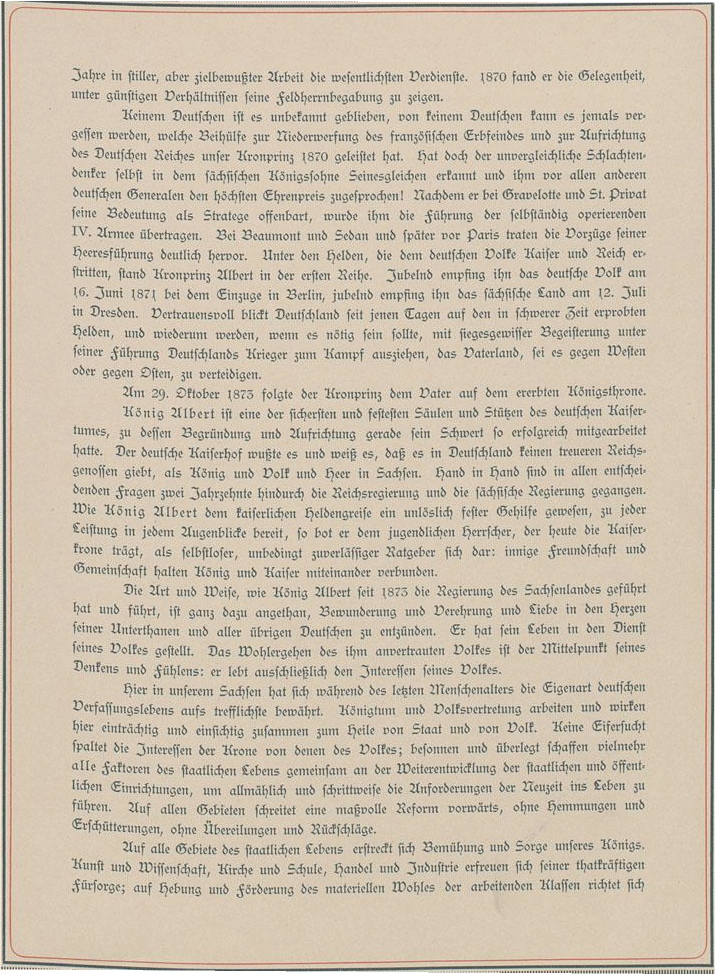 Jahre in stiller, aber zielbewußter Arbeit die wesentlichsten Verdienste. 1870 fand er die Gelegenheit,
unter günstigen Verhältnissen seine Feldherrnbegabung zu zeigen.
Keinem Deutschen ist es unbekannt geblieben, von keinem Deutschen kann es jemals ver-
gessen werden, welche Beihülfe zur Niederwerfung des französischen Erbfeindes und zur Aufrichtung
des Deutschen Reiches unser Kronprinz 1870 geleistet hat. Hat doch der unvergleichliche Schlachten-
denker selbst in dem sächsischen Königssohne Seinesgleichen erkannt und ihm vor allen anderen
deutschen Generalen den höchsten Ehrenpreis zugesprochen! Nachdem er bei Gravelotte und St. Privat
seine Bedeutung als Stratege offenbart, wurde ihm die Führung der selbständig operierenden
IV. Armee übertragen. Bei Beaumont und Sedan und später vor Paris traten die Vorzüge seiner
Heeresführung deutlich hervor. Unter den Helden, die dem deutschen Volke Kaiser und Reich er-
stritten, stand Kronprinz Albert in der ersten Reihe. Jubelnd empfing ihn das deutsche Volk am
16. Juni 1871 bei dem Einzuge in Berlin, jubelnd empfing ihn das sächsische Land am 12. Juli
in Dresden. Vertrauensvoll blickt Deutschland seit jenen Tagen auf den in schwerer Zeit erprobten
Helden, und wiederum werden, wenn es nötig sein sollte, mit siegesgewisser Begeisterung unter
seiner Führung Deutschlands Krieger zum Kampf ausziehen, das Vaterland, sei es gegen Westen
oder gegen Osten, zu verteidigen.
Am 29. Oktober 1873 folgte der Kronprinz dem Vater auf dem ererbten Königsthrone.
König Albert ist eine der sichersten und festesten Säulen und Stützen des deutschen Kaiser-
tumes, zu dessen Begründung und Aufrichtung gerade sein Schwert so erfolgreich mitgearbeitet
hatte. Der deutsche Kaiserhof wußte es und weiß es, daß es in Deutschland keinen treueren Reichs-
genossen giebt, als König und Volk und Heer in Sachsen. Hand in Hand sind in allen entschei-
denden Fragen zwei Jahrzehnte hindurch die Reichsregierung und die sächsische Regierung gegangen.
Wie König Albert dem kaiserlichen Heldengreise ein unlöslich fester Gehilfe gewesen, zu jeder
Leistung in jedem Augenblicke bereit, so bot er dem jugendlichen Herrscher, der heute die Kaiser-
krone trägt, als selbstloser, unbedingt zuverlässiger Ratgeber sich dar: innige Freundschaft und
Gemeinschaft halten König und Kaiser miteinander verbunden.
Die Art und Weise, wie König Albert seit 1873 die Regierung des Sachsenlandes geführt
hat und führt, ist ganz dazu angethan, Bewunderung und Verehrung und Liebe in den Herzen
seiner Unterthanen und aller übrigen Deutschen zu entzünden. Er hat sein Leben in den Dienst
seines Volkes gestellt. Das Wohlergehen des ihm anvertrauten Volkes ist der Mittelpunkt seines
Denkens und Fühlens: er lebt ausschließlich den Interessen seines Volkes.
Hier in unserem Sachsen hat sich während des letzten Menschenalters die Eigenart deutschen
Verfassungslebens aufs trefflichste bewährt. Königtum und Volksvertretung arbeiten und wirken
hier einträchtig und einsichtig zusammen zum Heile von Staat und von Volk. Keine Eifersucht
spaltet die Interessen der Krone von denen des Volkes; besonnen und überlegt schaffen vielmehr
alle Faktoren des staatlichen Lebens gemeinsam an der Weiterentwicklung der staatlichen und öffent-
lichen Einrichtungen, um allmählich und schrittweise die Anforderungen der Neuzeit ins Leben zu
führen. Auf allen Gebieten schreitet eine maßvolle Reform vorwärts, ohne Hemmungen und
Erschütterungen, ohne Übereilungen und Rückschläge.
Auf alle Gebiete des staatlichen Lebens erstreckt sich Bemühung und Sorge unseres Königs.
Kunst und Wissenschaft, Kirche und Schule, Handel und Industrie erfreuen sich seiner thatkräftigen
Fürsorge; auf Hebung und Förderung des materiellen Wohles der arbeitenden Klassen richtet sich